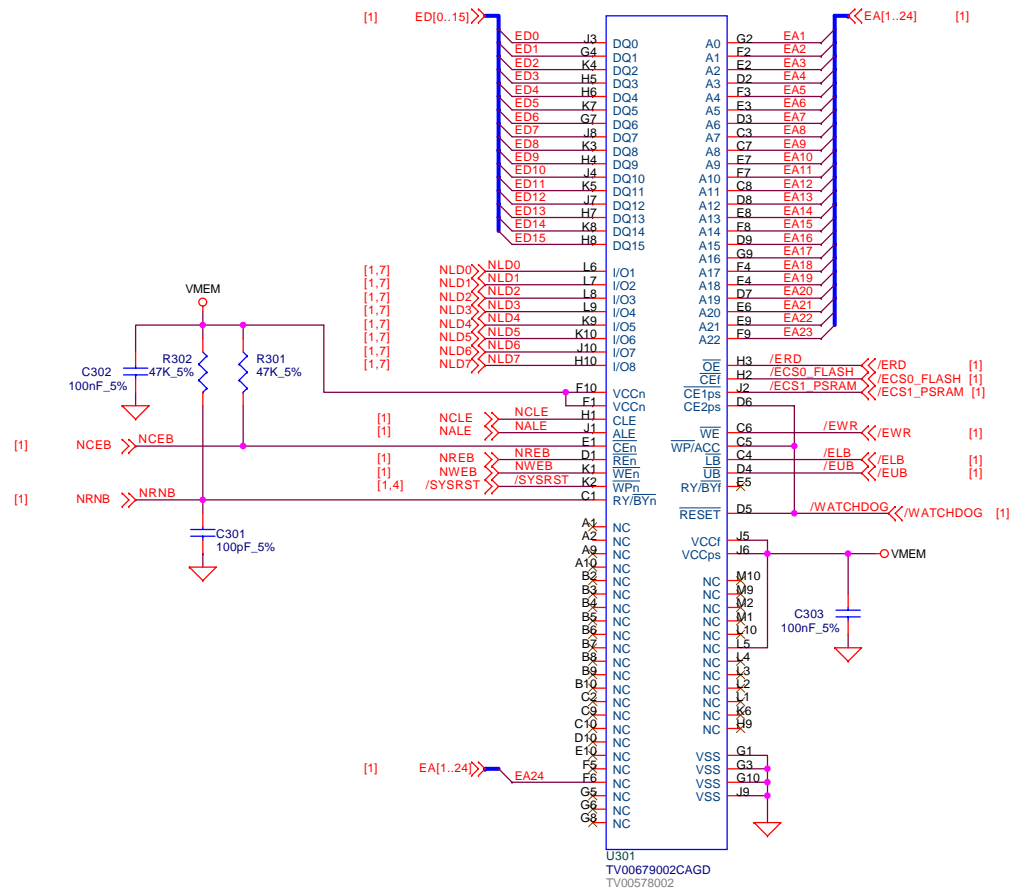 [1] ED[0..15] EA[1..24] [1]
ED0 J3 DQ0 A0 G2 EA1
ED1 G4 DQ1 A1 F2 EA2
ED2 K4 DQ2 A2 E2 EA3
ED3 H5 DQ3 A3 D2 EA4
ED4 H6 DQ4 A4 F3 EA5
ED5 K7 DQ5 A5 E3 EA6
ED6 G7 DQ6 A6 D3 EA7
ED7 J8 DQ7 A7 C3 EA8
ED8 K3 DQ8 A8 C7 EA9
ED9 H4 DQ9 A9 E7 EA10
ED10 J4 DQ10 A10 F7 EA11
ED11 K5 DQ11 A11 C8 EA12
ED12 J7 DQ12 A12 D8 EA13
ED13 H7 DQ13 A13 E8 EA14
ED14 K8 DQ14 A14 F8 EA15
ED15 H8 DQ15 A15 D9 EA16
A16 G9 EA17
[1,7] NLD0 NLD0 L6 I/O1 A17 F4 EA18
[1,7] NLD1 NLD1 L7 I/O2 A18 E4 EA19
[1,7] NLD2 NLD2 L8 I/O3 A19 D7 EA20
[1,7] NLD3 NLD3 L9 I/O4 A20 E6 EA21
[1,7] NLD4 NLD4 K9 I/O5 A21 E9 EA22
[1,7] NLD5 NLD5 K10 I/O6 A22 F9 EA23
[1,7] NLD6 NLD6 J10 I/O7
[1,7] NLD7 NLD7 H10 I/O8
VMEM
C302 100nF_5%
R302 47K_5%
R301 47K_5%
OE H3 /ERD /ERD [1]
CEf H2 /ECS0_FLASH /ECS0_FLASH [1]
CE1ps J2 /ECS1_PSRAM /ECS1_PSRAM [1]
F10 VCCn CE2ps D6
F1 VCCn
[1] NCLE NCLE H1 CLE
[1] NALE NALE J1 ALE WE C6 /EWR /EWR [1]
[1] NCEB NCEB E1 CEn WP/ACC C5
[1] NREB NREB D1 REn LB C4 /ELB /ELB [1]
[1] NWEB NWEB K1 WEn UB D4 /EUB /EUB [1]
[1,4] /SYSRST /SYSRST K2 WPn RY/BYf E5
[1] NRNB NRNB C1 RY/BYn
RESET D5 /WATCHDOG /WATCHDOG [1]
C301
100pF_5%
A1 NC
A2 NC VCCf J5
A9 NC VCCps J6 VMEM
A10 NC
B2 NC NC M10
B3 NC NC M9
B4 NC NC M2
B5 NC NC M1
B6 NC NC L10
B7 NC NC L5
B8 NC NC L4
B9 NC NC L3
B10 NC NC L2
C2 NC NC L1
C9 NC NC K6
C10 NC NC H9
C303
100nF_5%
D10 NC
E10 NC VSS G1
F5 NC VSS G3
[1] EA[1..24] EA24 F6 NC VSS G10
G5 NC VSS J9
G6 NC
G8 NC
U301
TV00679002CAGD
TV00578002